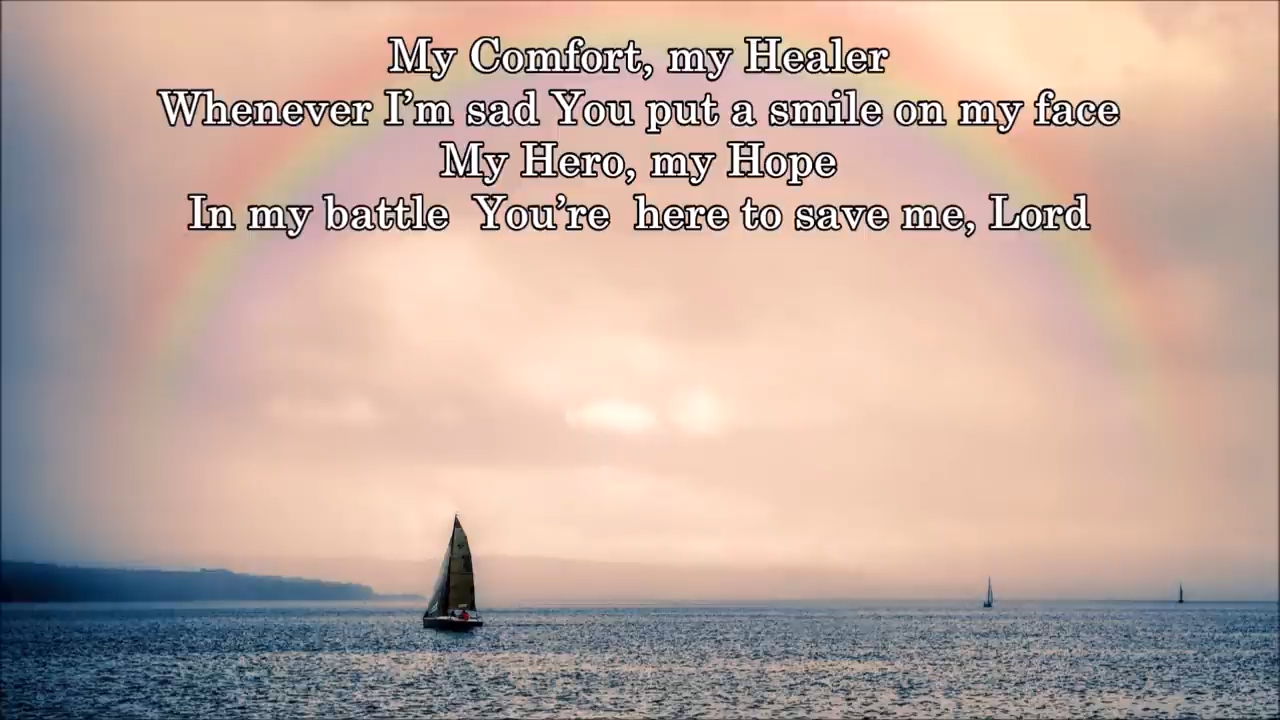 My Comfort, my Healer
Whenever I’m sad You put a smile on my face
My Hero, my Hope
In my battle  You’re  here to save me, Lord